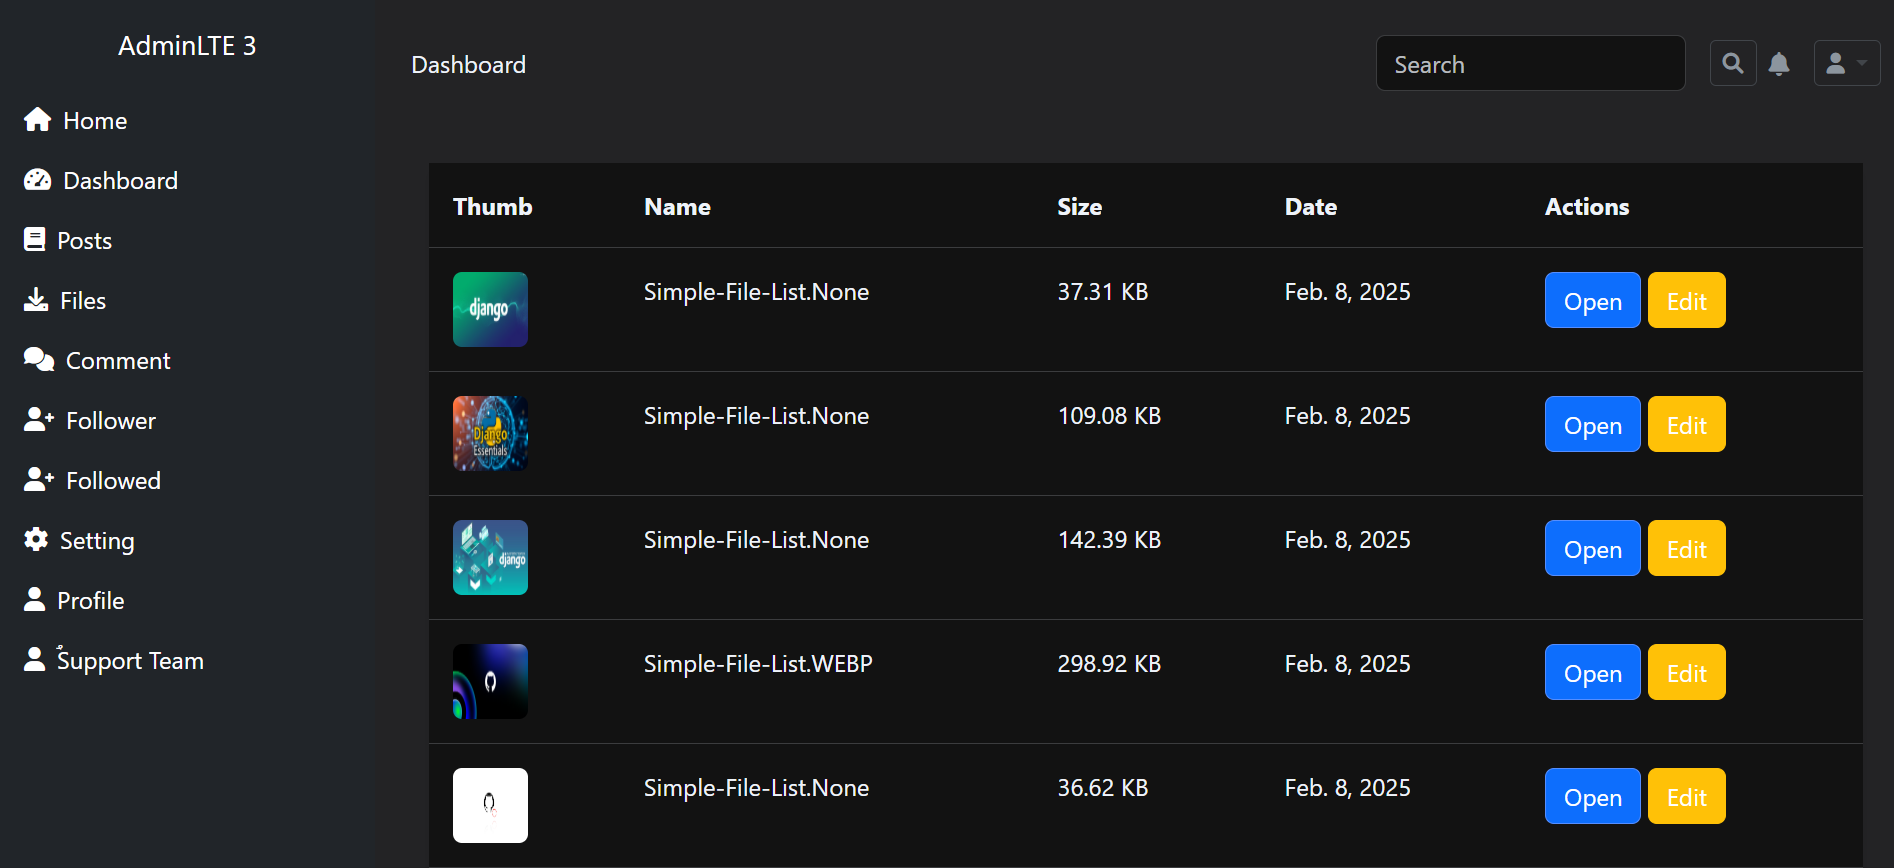 AdminLTE 3
Home
Dashboard
Posts
Files
Comment
Follower
Followed
Setting
Profile
ُSupport Team
Dashboard
Search
Thumb Name Size Date Actions
django Simple-File-List.None 37.31 KB Feb. 8, 2025 Open Edit
Simple-File-List.None 109.08 KB Feb. 8, 2025 Open Edit
Django
Essentials
Simple-File-List.None 142.39 KB Feb. 8, 2025 Open Edit
django
Simple-File-List.WEBP 298.92 KB Feb. 8, 2025 Open Edit
Simple-File-List.None 36.62 KB Feb. 8, 2025 Open Edit